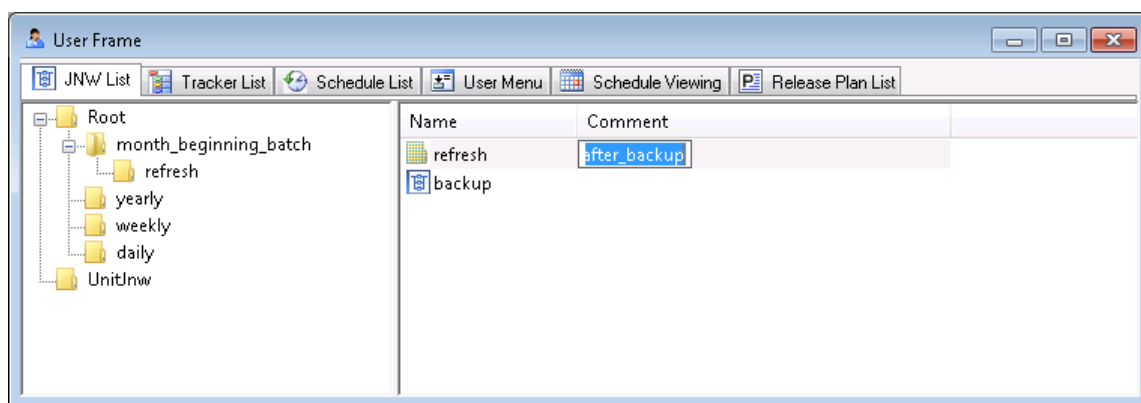 User Frame
JNW List Tracker List Schedule List User Menu Schedule Viewing P Release Plan List
Root
month_beginning_batch
refresh
yearly
weekly
daily
UnitJnw
Name Comment
refresh after_backup
backup